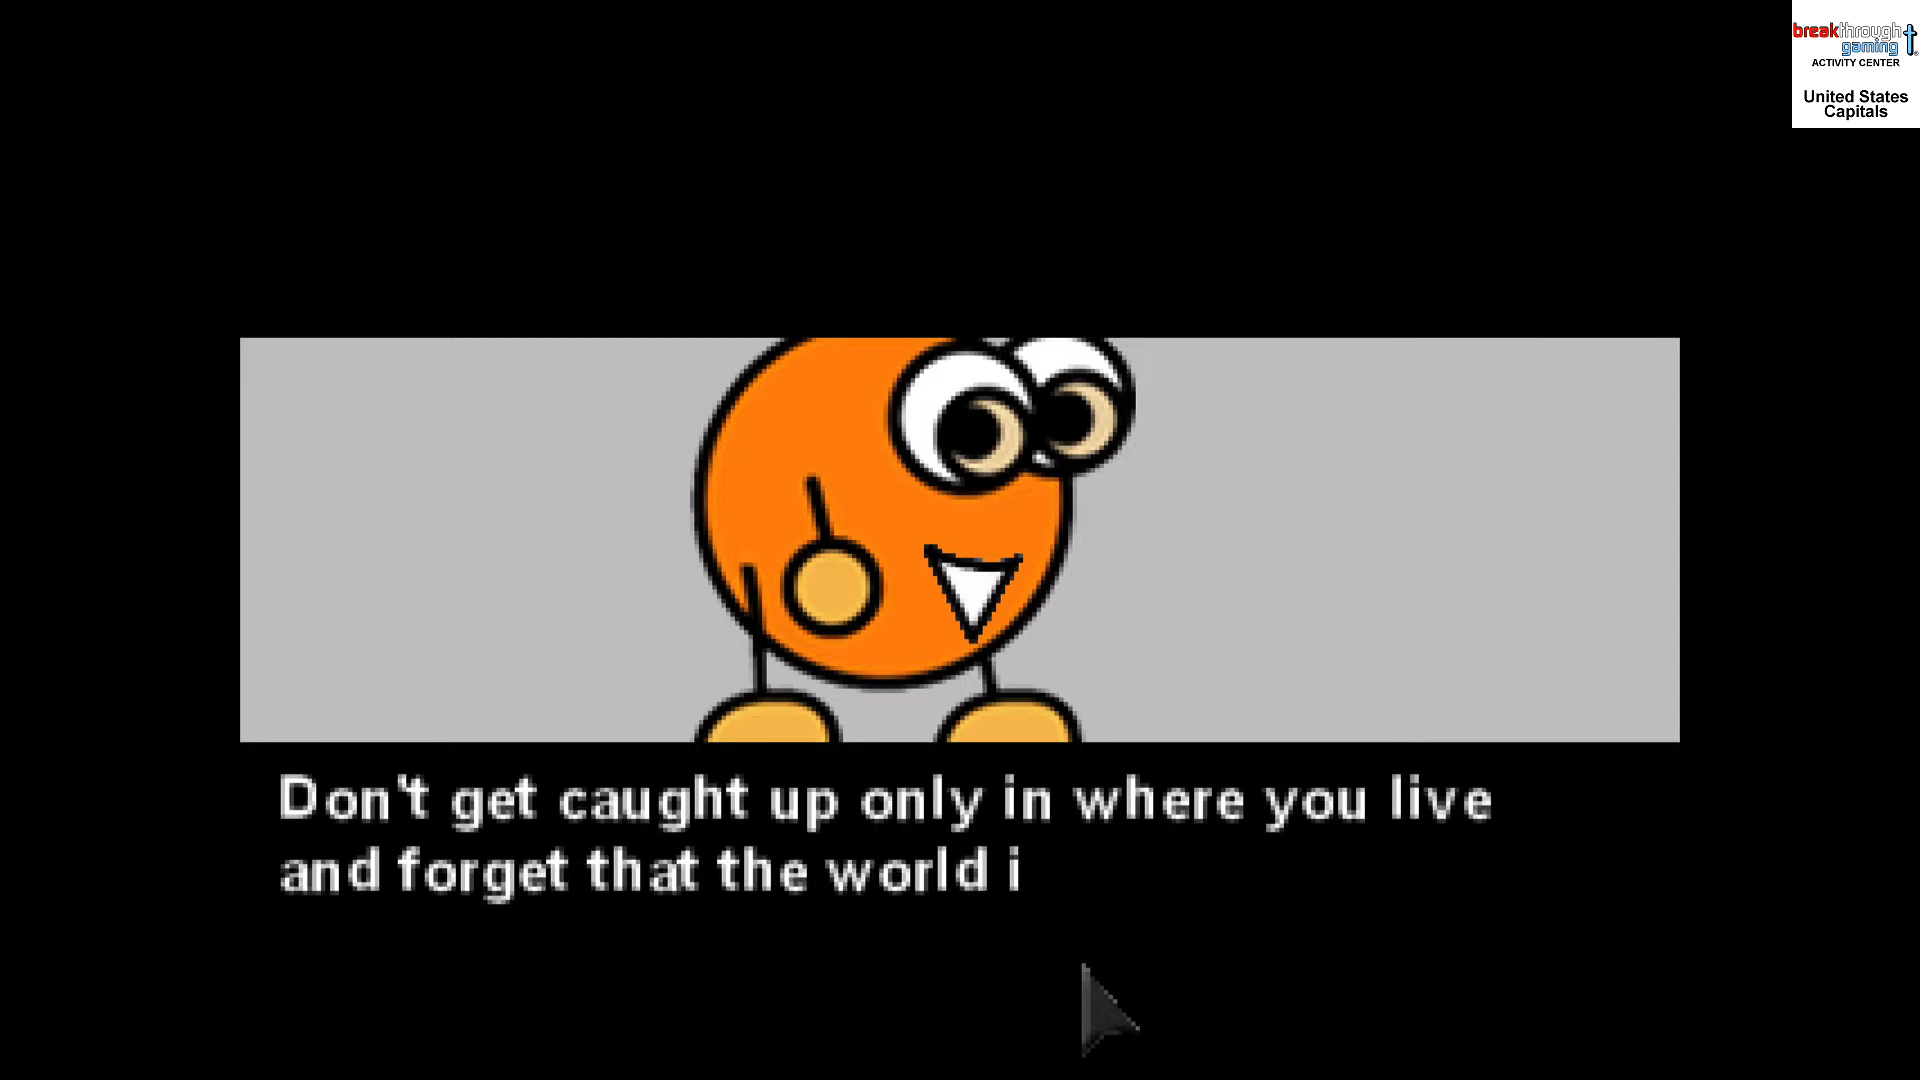 breakthrough
gaming
ACTIVITY CENTER
United States
Capitals
Don't get caught up only in where you live
and forget that the world i